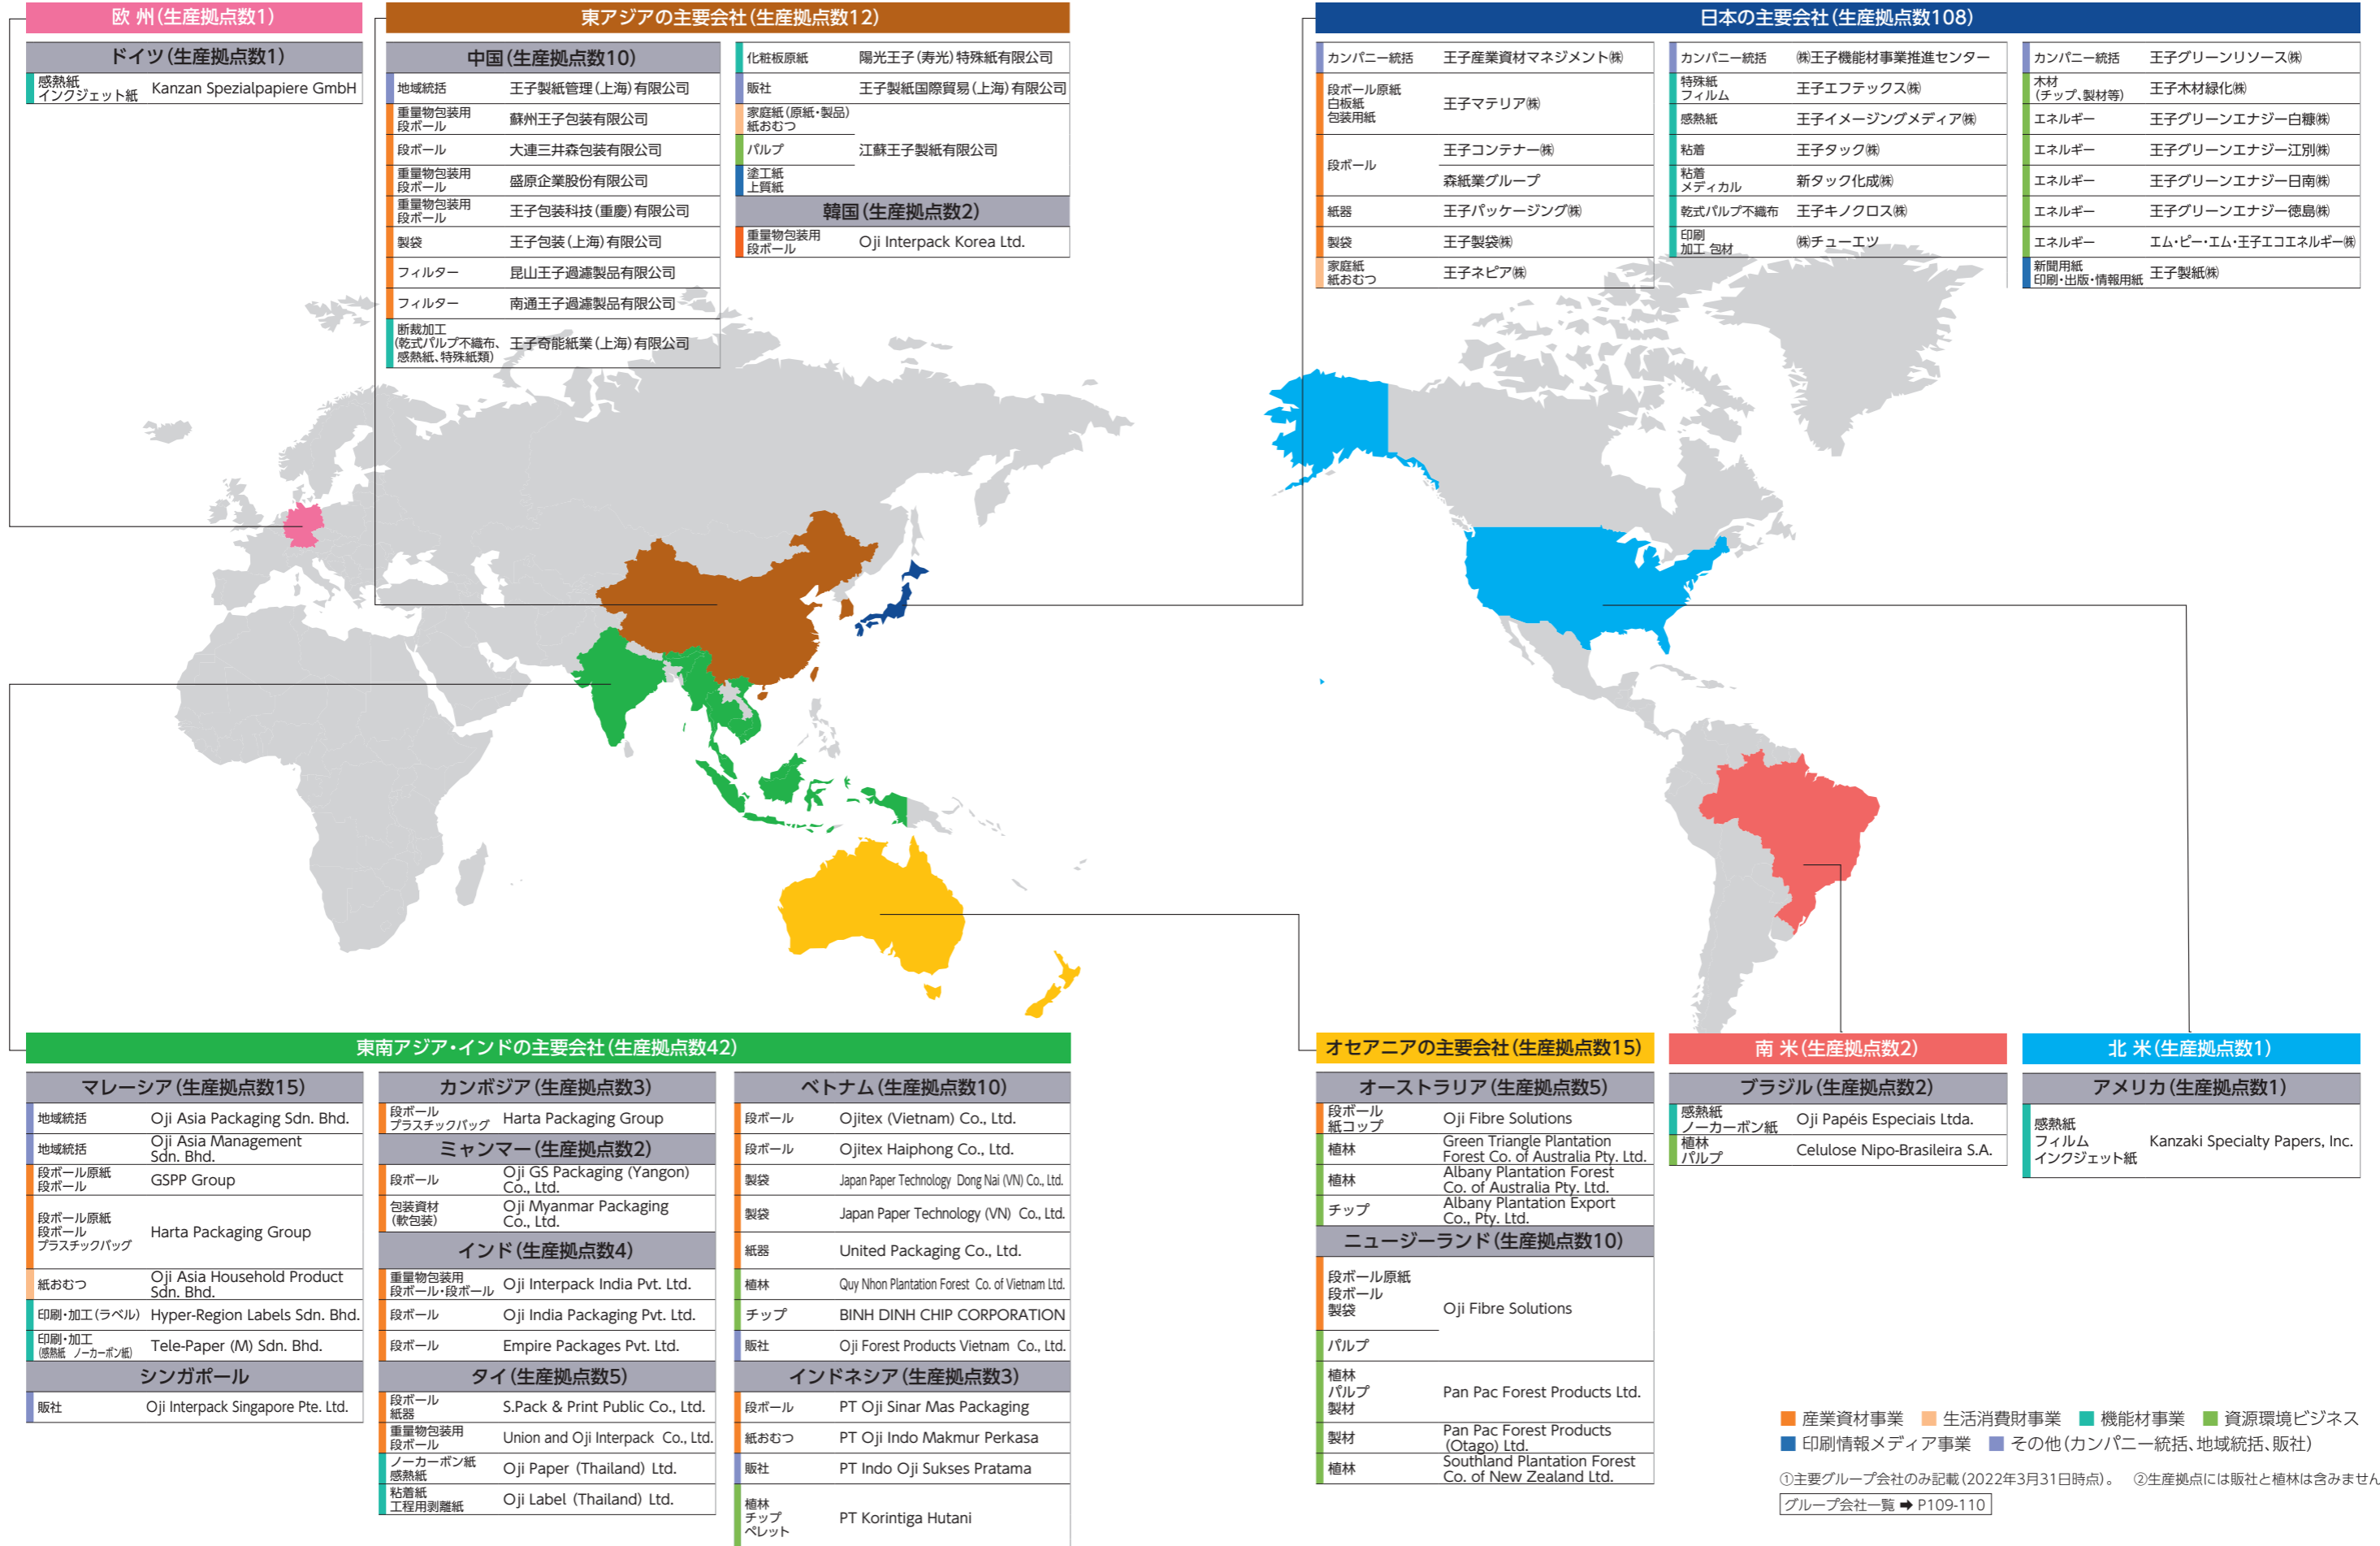 欧 州(生産拠点数1)
ドイツ(生産拠点数1)
感熱紙
インクジェット紙 Kanzan Spezialpapiere GmbH
東アジアの主要会社(生産拠点数12)
中国(生産拠点数10)
地域統括 王子製紙管理(上海)有限公司
重量物包装用
段ボール 蘇州王子包装有限公司
段ボール 大連三井森包装有限公司
重量物包装用
段ボール 盛原企業股份有限公司
重量物包装用
段ボール 王子包装科技(重慶)有限公司
製袋 王子包装(上海)有限公司
フィルター 昆山王子過濾製品有限公司
フィルター 南通王子過濾製品有限公司
断裁加工
(乾式パルプ不織布、
感熱紙、特殊紙類) 王子奇能紙業(上海)有限公司
化粧板原紙 陽光王子(寿光)特殊紙有限公司
販社 王子製紙国際貿易(上海)有限公司
家庭紙(原紙・製品)
紙おむつ
パルプ 江蘇王子製紙有限公司
塗工紙
上質紙
韓国(生産拠点数2)
重量物包装用
段ボール Oji Interpack Korea Ltd.
日本の主要会社(生産拠点数108)
カンパニー統括 王子産業資材マネジメント㈱
段ボール原紙
白板紙
包装用紙 王子マテリア㈱
段ボール 王子コンテナー㈱
森紙業グループ
紙器 王子パッケージング㈱
製袋 王子製袋㈱
家庭紙
紙おむつ 王子ネピア㈱
カンパニー統括 ㈱王子機能材事業推進センター
特殊紙
フィルム 王子エフテックス㈱
感熱紙 王子イメージングメディア㈱
粘着 王子タック㈱
粘着
メディカル 新タック化成㈱
乾式パルプ不織布 王子キノクロス㈱
印刷
加工 包材 ㈱チューエツ
カンパニー統括 王子グリーンリソース㈱
木材
(チップ、製材等) 王子木材緑化㈱
エネルギー 王子グリーンエナジー白糠㈱
エネルギー 王子グリーンエナジー江別㈱
エネルギー 王子グリーンエナジー日南㈱
エネルギー 王子グリーンエナジー徳島㈱
エネルギー エム・ピー・エム・王子エコエネルギー㈱
新聞用紙
印刷・出版・情報用紙 王子製紙㈱
東南アジア・インドの主要会社(生産拠点数42)
マレーシア(生産拠点数15)
地域統括 Oji Asia Packaging Sdn. Bhd.
地域統括 Oji Asia Management
Sdn. Bhd.
段ボール原紙
段ボール GSPP Group
段ボール原紙
段ボール
プラスチックバッグ Harta Packaging Group
紙おむつ Oji Asia Household Product
Sdn. Bhd.
印刷・加工(ラベル) Hyper-Region Labels Sdn. Bhd.
印刷・加工
(感熱紙 ノーカーボン紙) Tele-Paper (M) Sdn. Bhd.
シンガポール
販社 Oji Interpack Singapore Pte. Ltd.
カンボジア(生産拠点数3)
段ボール
プラスチックバッグ Harta Packaging Group
ミャンマー(生産拠点数2)
段ボール Oji GS Packaging (Yangon)
Co., Ltd.
包装資材
(軟包装) Oji Myanmar Packaging
Co., Ltd.
インド(生産拠点数4)
重量物包装用
段ボール・段ボール Oji Interpack India Pvt. Ltd.
段ボール Oji India Packaging Pvt. Ltd.
段ボール Empire Packages Pvt. Ltd.
タイ(生産拠点数5)
段ボール
紙器 S.Pack & Print Public Co., Ltd.
重量物包装用
段ボール Union and Oji Interpack Co., Ltd.
ノーカーボン紙
感熱紙 Oji Paper (Thailand) Ltd.
粘着紙
工程用剥離紙 Oji Label (Thailand) Ltd.
ベトナム(生産拠点数10)
段ボール Ojitex (Vietnam) Co., Ltd.
段ボール Ojitex Haiphong Co., Ltd.
製袋 Japan Paper Technology Dong Nai (VN) Co., Ltd.
製袋 Japan Paper Technology (VN) Co., Ltd.
紙器 United Packaging Co., Ltd.
植林 Quy Nhon Plantation Forest Co. of Vietnam Ltd.
チップ BINH DINH CHIP CORPORATION
販社 Oji Forest Products Vietnam Co., Ltd.
インドネシア(生産拠点数3)
段ボール PT Oji Sinar Mas Packaging
紙おむつ PT Oji Indo Makmur Perkasa
販社 PT Indo Oji Sukses Pratama
植林
チップ
ペレット PT Korintiga Hutani
オセアニアの主要会社(生産拠点数15)
オーストラリア(生産拠点数5)
段ボール
紙コップ Oji Fibre Solutions
植林 Green Triangle Plantation
Forest Co. of Australia Pty. Ltd.
植林 Albany Plantation Forest
Co. of Australia Pty. Ltd.
チップ Albany Plantation Export
Co., Pty. Ltd.
ニュージーランド(生産拠点数10)
段ボール原紙
段ボール
製袋 Oji Fibre Solutions
パルプ
植林
パルプ
製材 Pan Pac Forest Products Ltd.
製材 Pan Pac Forest Products
(Otago) Ltd.
植林 Southland Plantation Forest
Co. of New Zealand Ltd.
南 米(生産拠点数2)
ブラジル(生産拠点数2)
感熱紙
ノーカーボン紙 Oji Papéis Especiais Ltda.
植林
パルプ Celulose Nipo-Brasileira S.A.
北 米(生産拠点数1)
アメリカ(生産拠点数1)
感熱紙
フィルム
インクジェット紙 Kanzaki Specialty Papers, Inc.
産業資材事業 生活消費財事業 機能材事業 資源環境ビジネス
印刷情報メディア事業 その他(カンパニー統括、地域統括、販社)
①主要グループ会社のみ記載(2022年3月31日時点)。 ②生産拠点には販社と植林は含みません
グループ会社一覧 ➡ P109-110